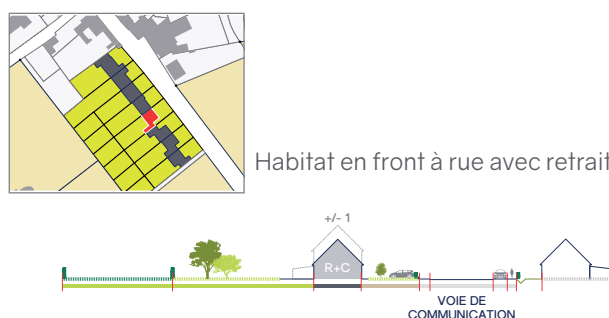 Habitat en front à rue avec retrait
+/- 1
R+C
VOIE DE
COMMUNICATION